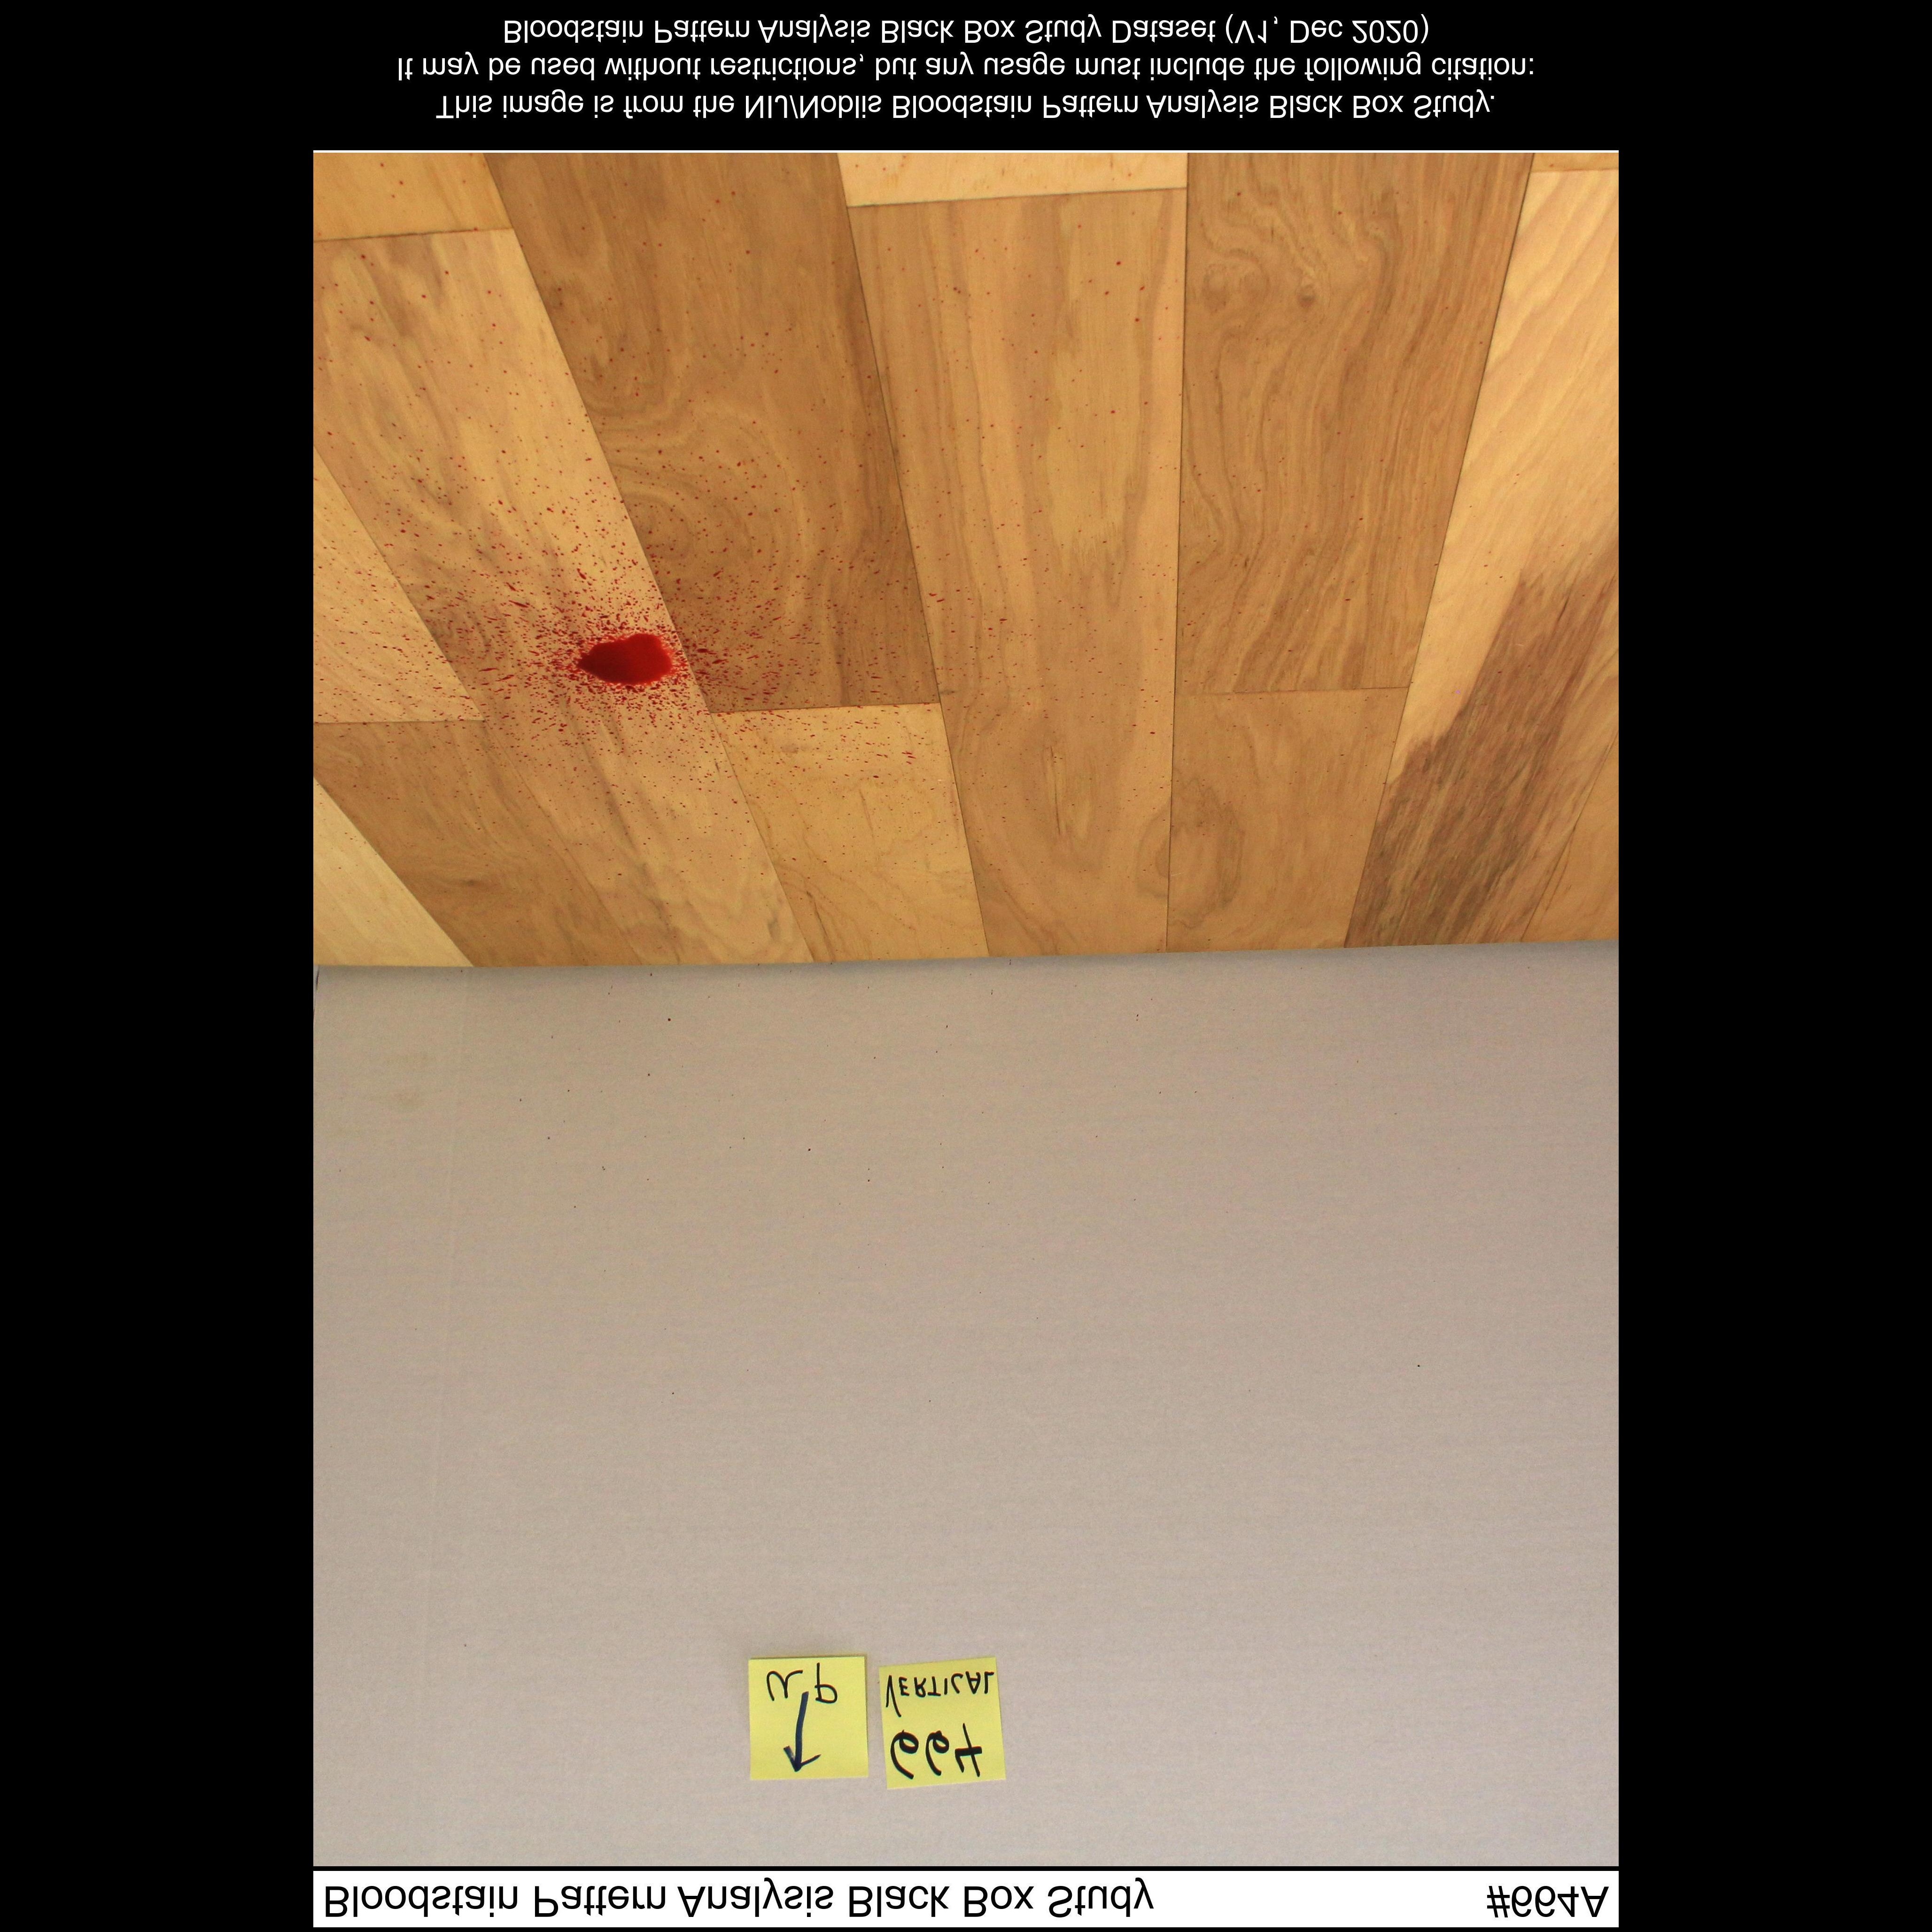 Bloodstain Pattern Analysis Black Box Study #664A
up
VERTICAL
664
This image is from the NIJ/Noblis Bloodstain Pattern Analysis Black Box Study.
It may be used without restrictions, but any usage must include the following citation:
Bloodstain Pattern Analysis Black Box Study Dataset (V1, Dec 2020)